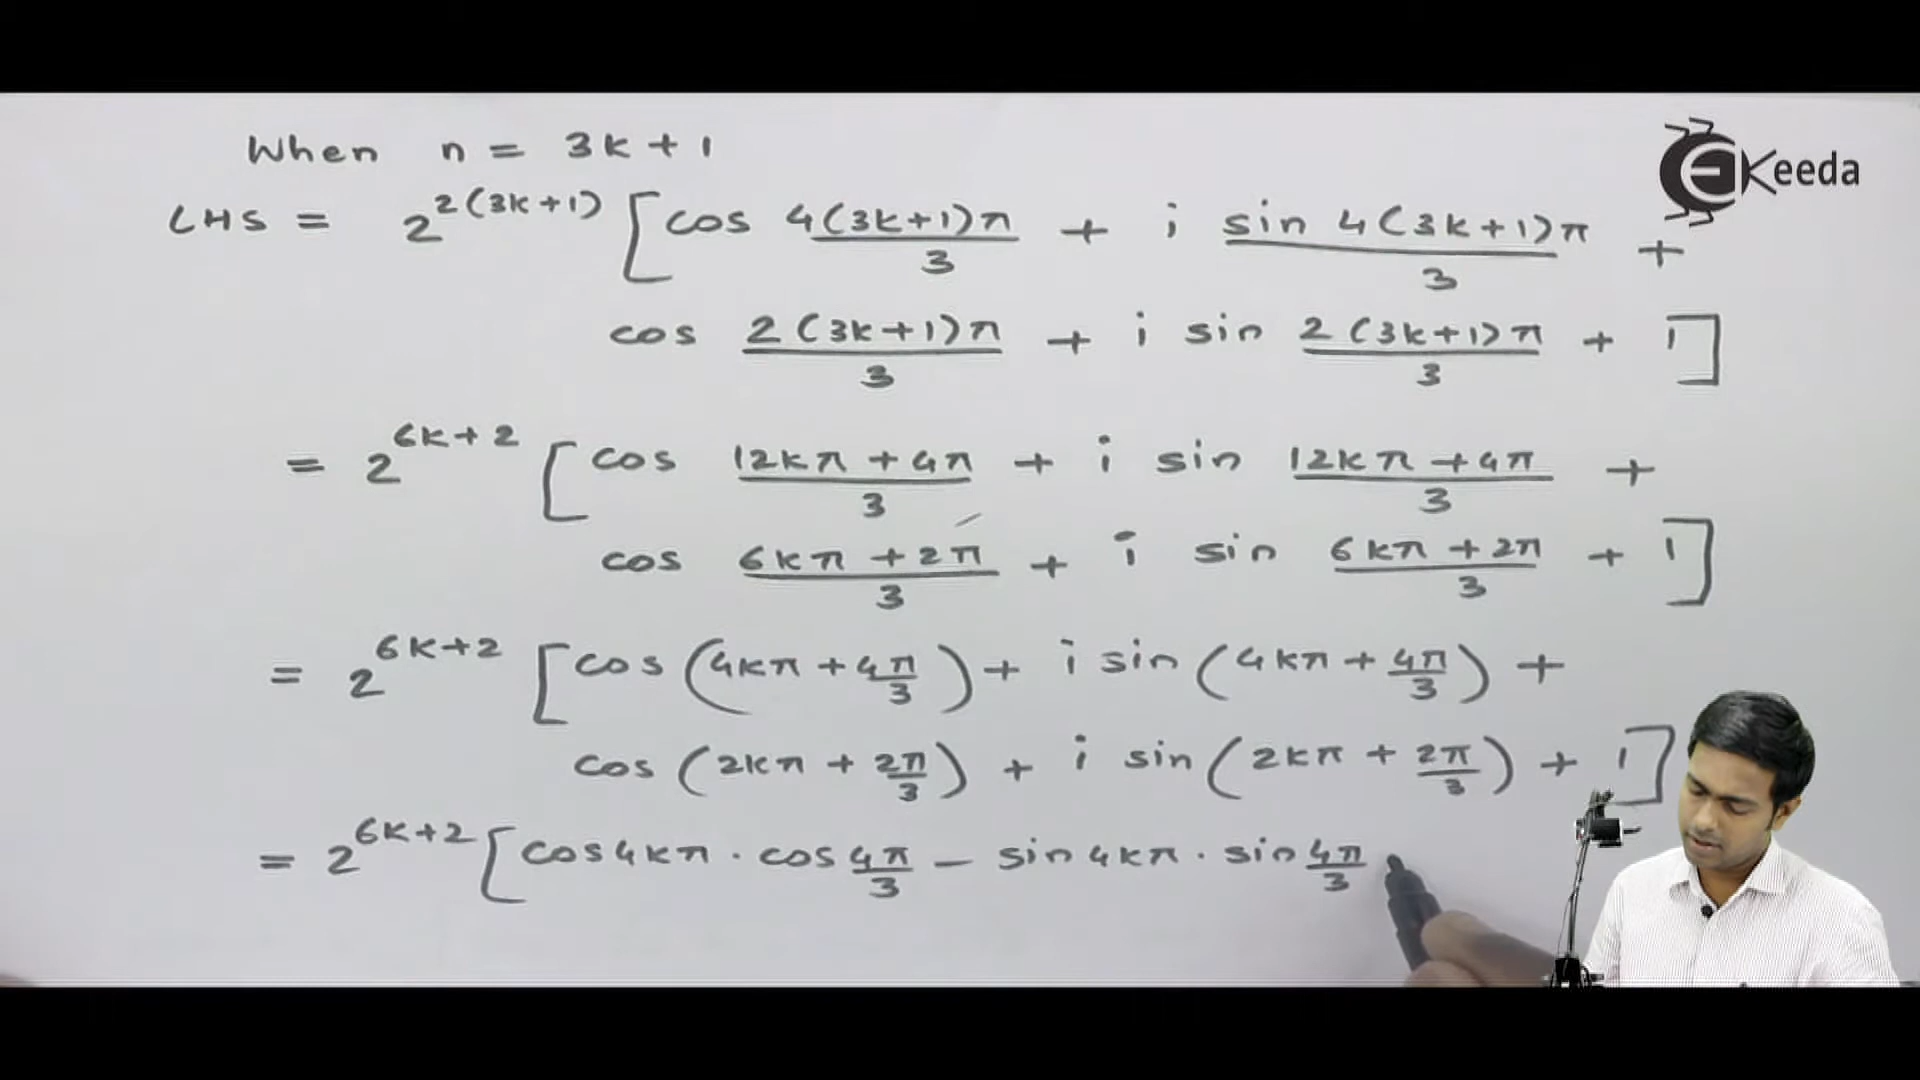 When n = 3k + 1
EKeeda
LHS = 2^{2(3k+1)} [cos 4(3k+1)π/3 + i sin 4(3k+1)π/3 +
cos 2(3k+1)π/3 + i sin 2(3k+1)π/3 + 1]
= 2^{6k+2} [cos (12kπ + 4π)/3 + i sin (12kπ + 4π)/3 +
cos (6kπ + 2π)/3 + i sin (6kπ + 2π)/3 + 1]
= 2^{6k+2} [cos (4kπ + 4π/3) + i sin (4kπ + 4π/3) +
cos (2kπ + 2π/3) + i sin (2kπ + 2π/3) + 1]
= 2^{6k+2} [cos4kπ · cos 4π/3 − sin4kπ · sin 4π/3